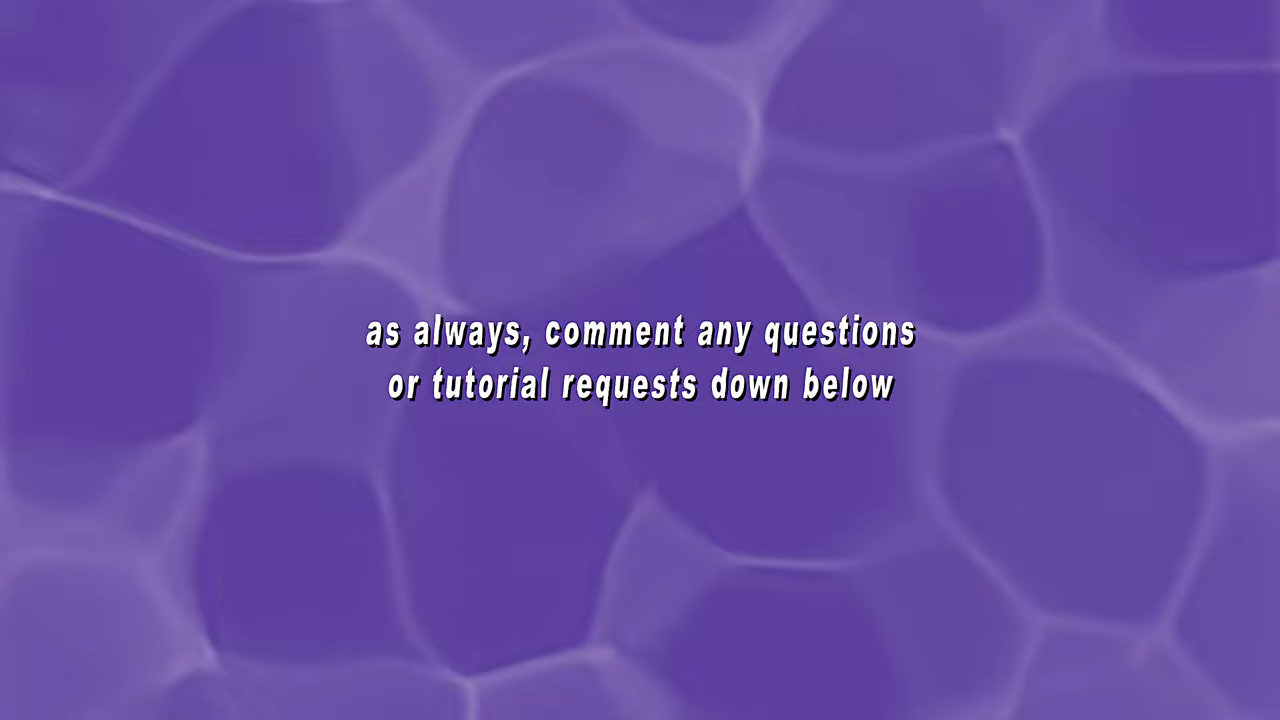 as always, comment any questions
or tutorial requests down below